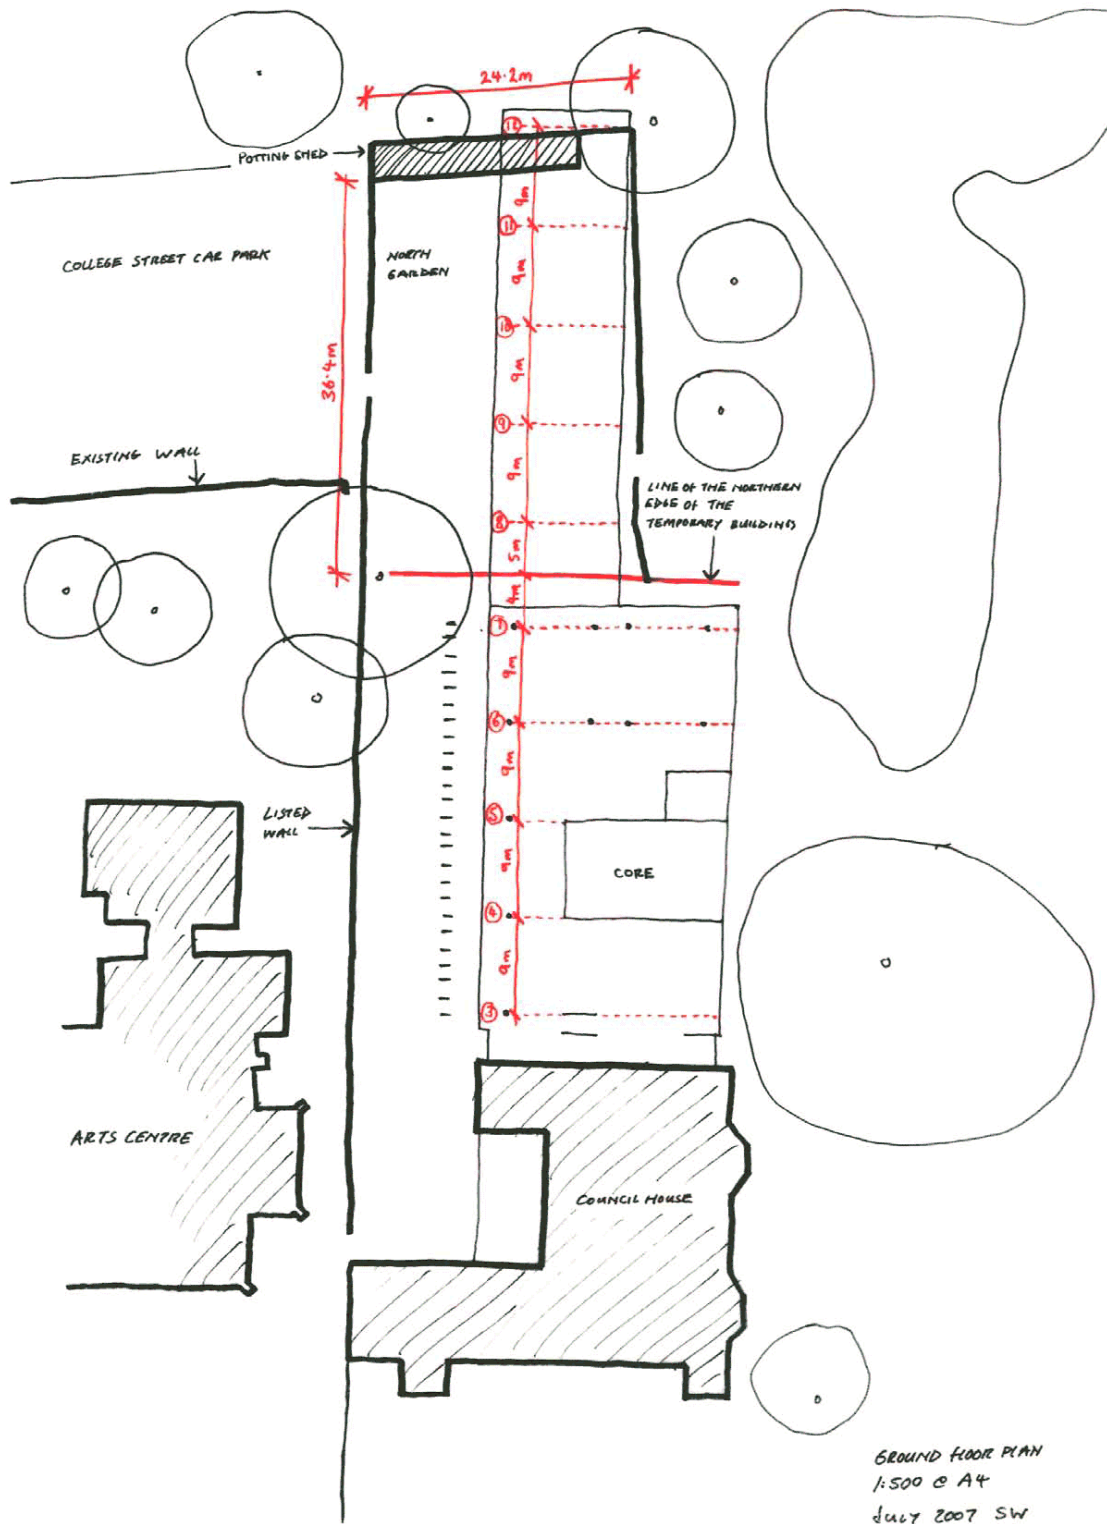 24.2m
POTTING SHED
12
9m
11
COLLEGE STREET CAR PARK
NORTH
GARDEN
9m
10
36.4m
9m
9
EXISTING WALL
9m
LINE OF THE NORTHERN
EDGE OF THE
TEMPORARY BUILDINGS
8
5m
4m
7
9m
6
9m
LISTED
WALL
5
9m
CORE
4
9m
3
ARTS CENTRE
COUNCIL HOUSE
GROUND FLOOR PLAN
1:500 @ A4
JULY 2007 SW